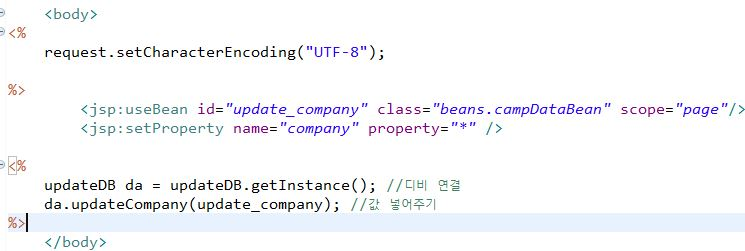 <body>
<%
request.setCharacterEncoding("UTF-8");
%>
<jsp:useBean id="update_company" class="beans.campDataBean" scope="page"/>
<jsp:setProperty name="company" property="*" />
<%
updateDB da = updateDB.getInstance(); //디비 연결
da.updateCompany(update_company); //값 넣어주기
%>
</body>